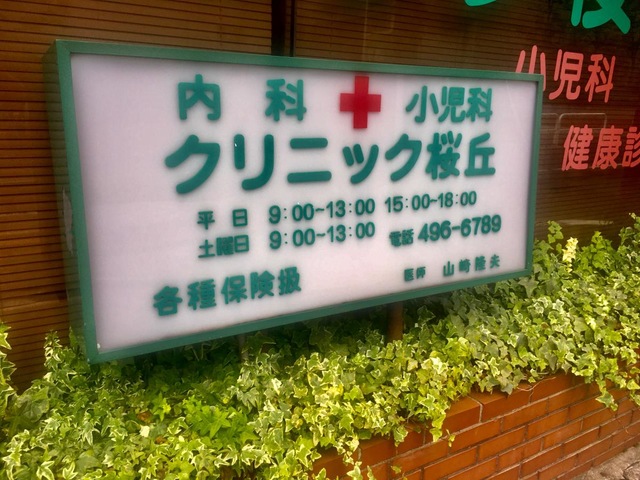 内 科 小児科
クリニック桜丘
平 日 9:00-13:00 15:00-18:00
土曜日 9:00-13:00 電話 496-6789
医師 山崎隆夫
各種保険扱
小児科
健康診